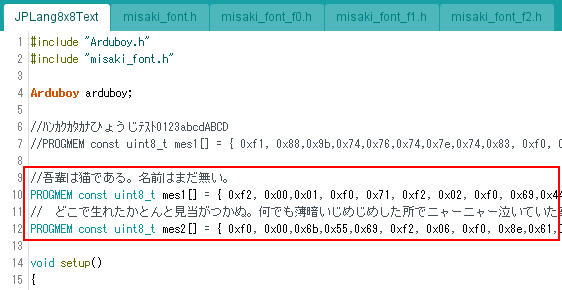 JPLang8x8Text misaki_font.h misaki_font_f0.h misaki_font_f1.h misaki_font_f2.h
1 #include "Arduboy.h"
2 #include "misaki_font.h"
3
4 Arduboy arduboy;
5
6 //ﾊﾝｶｸｶﾀｶﾅひょうじﾃｽﾄ0123abcdABCD
7 //PROGMEM const uint8_t mes1[] = { 0xf1, 0x88,0x9b,0x74,0x76,0x74,0x7e,0x74,0x83, 0xf0, 0
8
9 //吾輩は猫である。名前はまだ無い。
10 PROGMEM const uint8_t mes1[] = { 0xf2, 0x00,0x01, 0xf0, 0x71, 0xf2, 0x02, 0xf0, 0x69,0x44
11 //　どこで生れたかとんと見当がつかぬ。何でも薄暗いじめじめした所でニャーニャー泣いていた
12 PROGMEM const uint8_t mes2[] = { 0xf0, 0x00,0x6b,0x55,0x69, 0xf2, 0x06, 0xf0, 0x8e,0x61,
13
14 void setup()
15 {